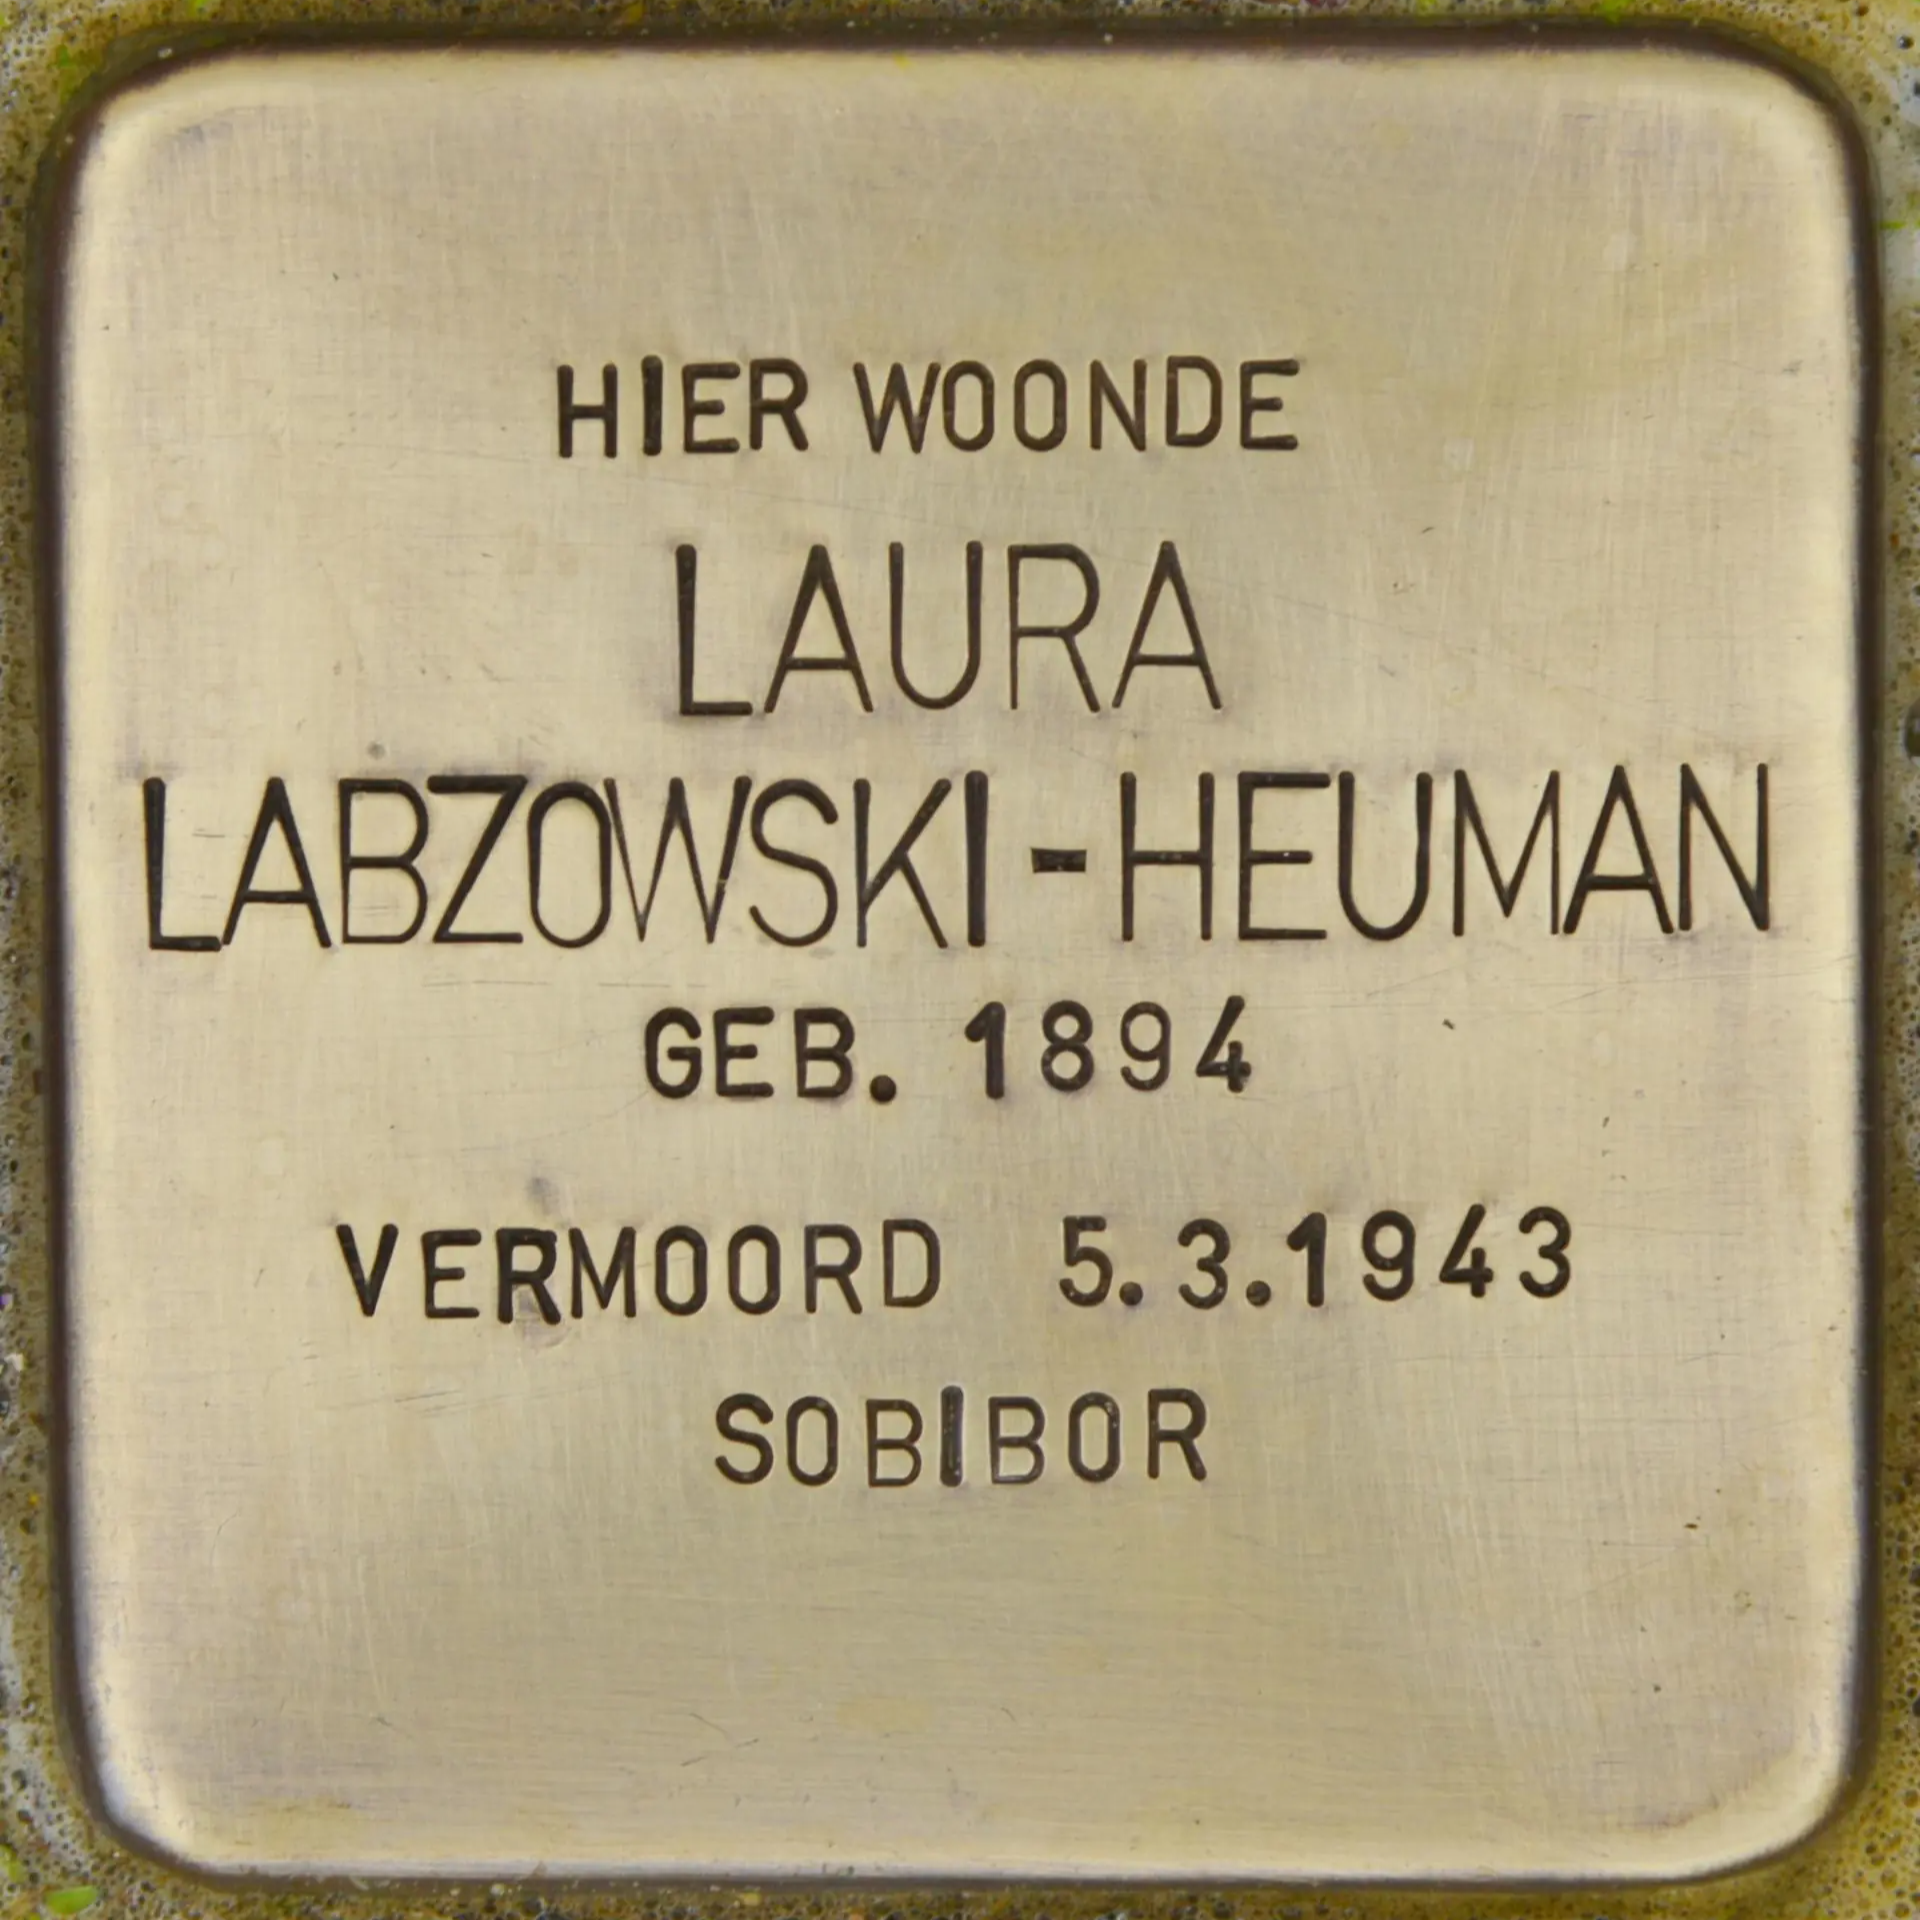 HIER WOONDE
LAURA
LABZOWSKI-HEUMAN
GEB. 1894
VERMOORD 5.3.1943
SOBIBOR